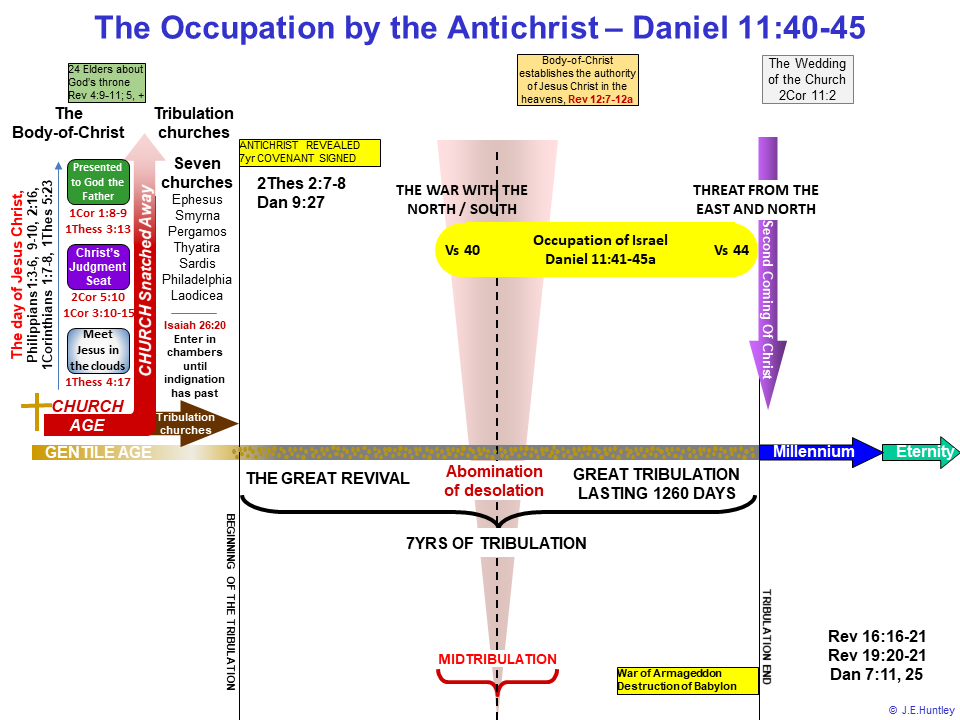 The Occupation by the Antichrist – Daniel 11:40-45
24 Elders about
God's throne
Rev 4:9-11; 5, +
Body-of-Christ
establishes the authority
of Jesus Christ in the
heavens, Rev 12:7-12a
The Wedding
of the Church
2Cor 11:2
The
Body-of-Christ
Tribulation
churches
ANTICHRIST REVEALED
7yr COVENANT SIGNED
2Thes 2:7-8
Dan 9:27
The day of Jesus Christ,
Philippians 1:3-6, 9-10, 2:16,
1Corinthians 1:7-8, 1Thes 5:23
Presented
to God the
Father
1Cor 1:8-9
1Thess 3:13
Christ's
Judgment
Seat
2Cor 5:10
1Cor 3:10-15
Meet
Jesus in
the clouds
1Thess 4:17
CHURCH Snatched Away
Seven
churches
Ephesus
Smyrna
Pergamos
Thyatira
Sardis
Philadelphia
Laodicea
Isaiah 26:20
Enter in
chambers
until
indignation
has past
THE WAR WITH THE
NORTH / SOUTH
THREAT FROM THE
EAST AND NORTH
Vs 40
Occupation of Israel
Daniel 11:41-45a
Vs 44
Second Coming Of Christ
CHURCH
AGE
Tribulation
churches
GENTILE AGE
Millennium
Eternity
THE GREAT REVIVAL
Abomination
of desolation
GREAT TRIBULATION
LASTING 1260 DAYS
7YRS OF TRIBULATION
BEGINNING OF THE TRIBULATION
TRIBULATION END
MIDTRIBULATION
War of Armageddon
Destruction of Babylon
Rev 16:16-21
Rev 19:20-21
Dan 7:11, 25
© J.E.Huntley